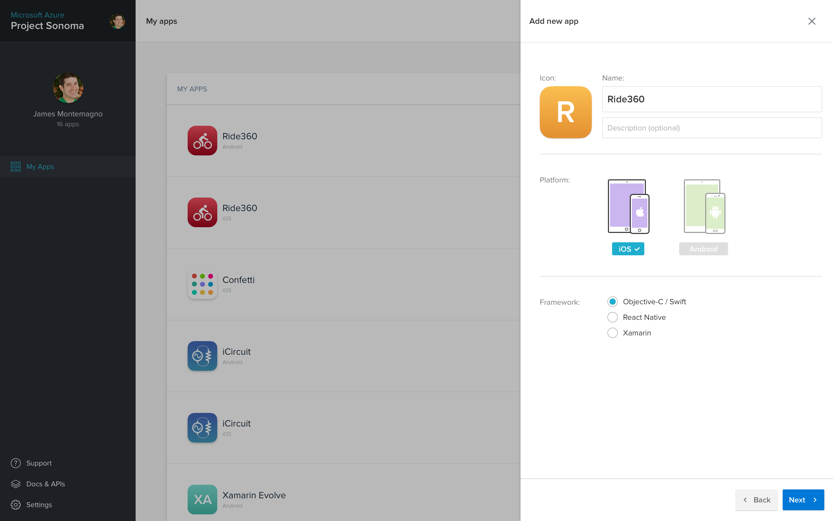 Microsoft Azure
Project Sonoma
James Montemagno
16 apps
My Apps
Support
Docs & APIs
Settings
My apps
MY APPS
Ride360
Android
Ride360
iOS
Confetti
iOS
iCircuit
Android
iCircuit
iOS
XA
Xamarin Evolve
Android
Add new app
Icon:
R
Name:
Ride360
Description (optional)
Platform:
iOS
Android
Framework:
Objective-C / Swift
React Native
Xamarin
Back
Next